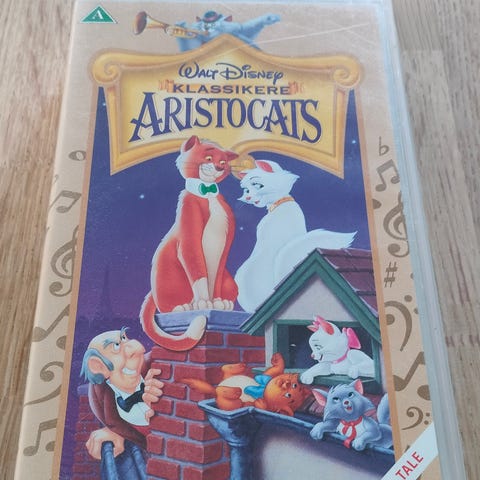 A
WALT DISNEY
KLASSIKERE
ARISTOCATS
TALE